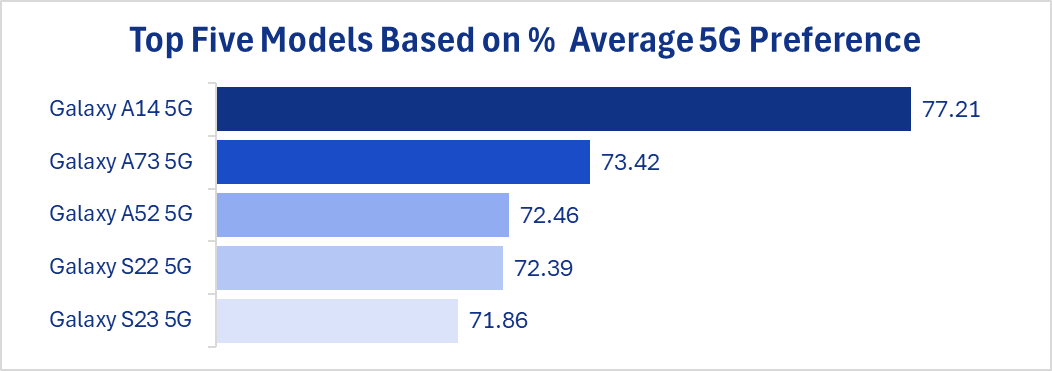 Top Five Models Based on % Average 5G Preference
Galaxy A14 5G 77.21
Galaxy A73 5G 73.42
Galaxy A52 5G 72.46
Galaxy S22 5G 72.39
Galaxy S23 5G 71.86